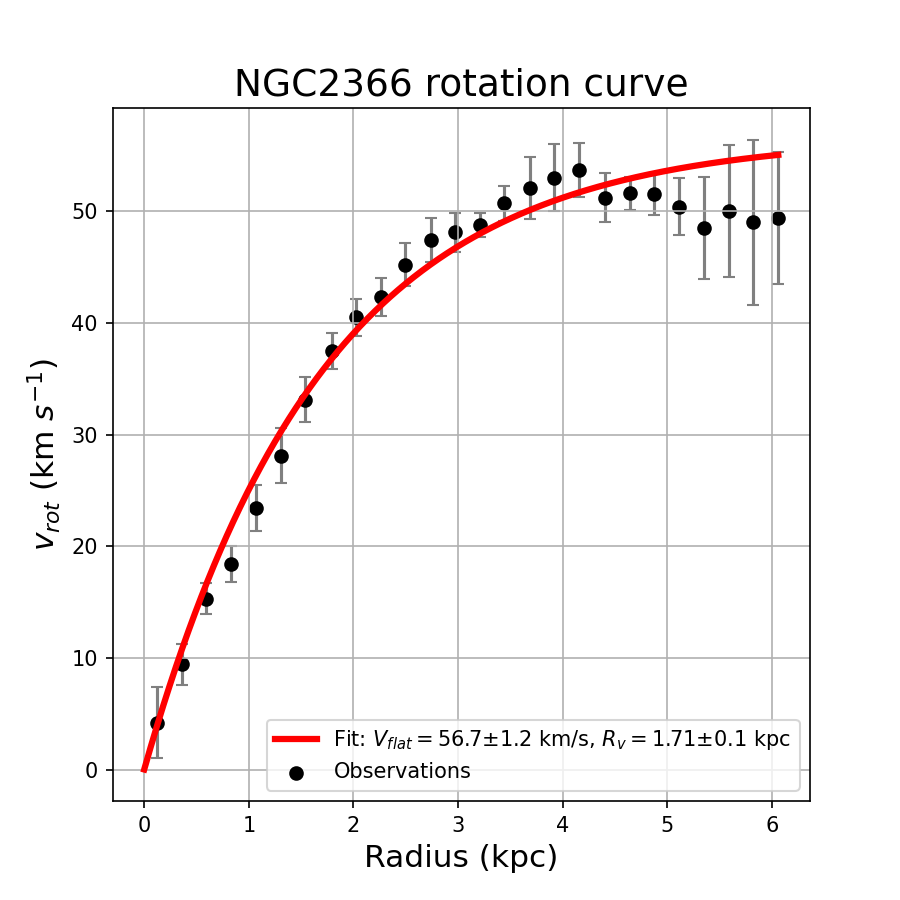 NGC2366 rotation curve
50
40
30
20
10
0
v_rot (km s⁻¹)
Fit: V_flat = 56.7±1.2 km/s, R_v = 1.71±0.1 kpc
Observations
0 1 2 3 4 5 6
Radius (kpc)